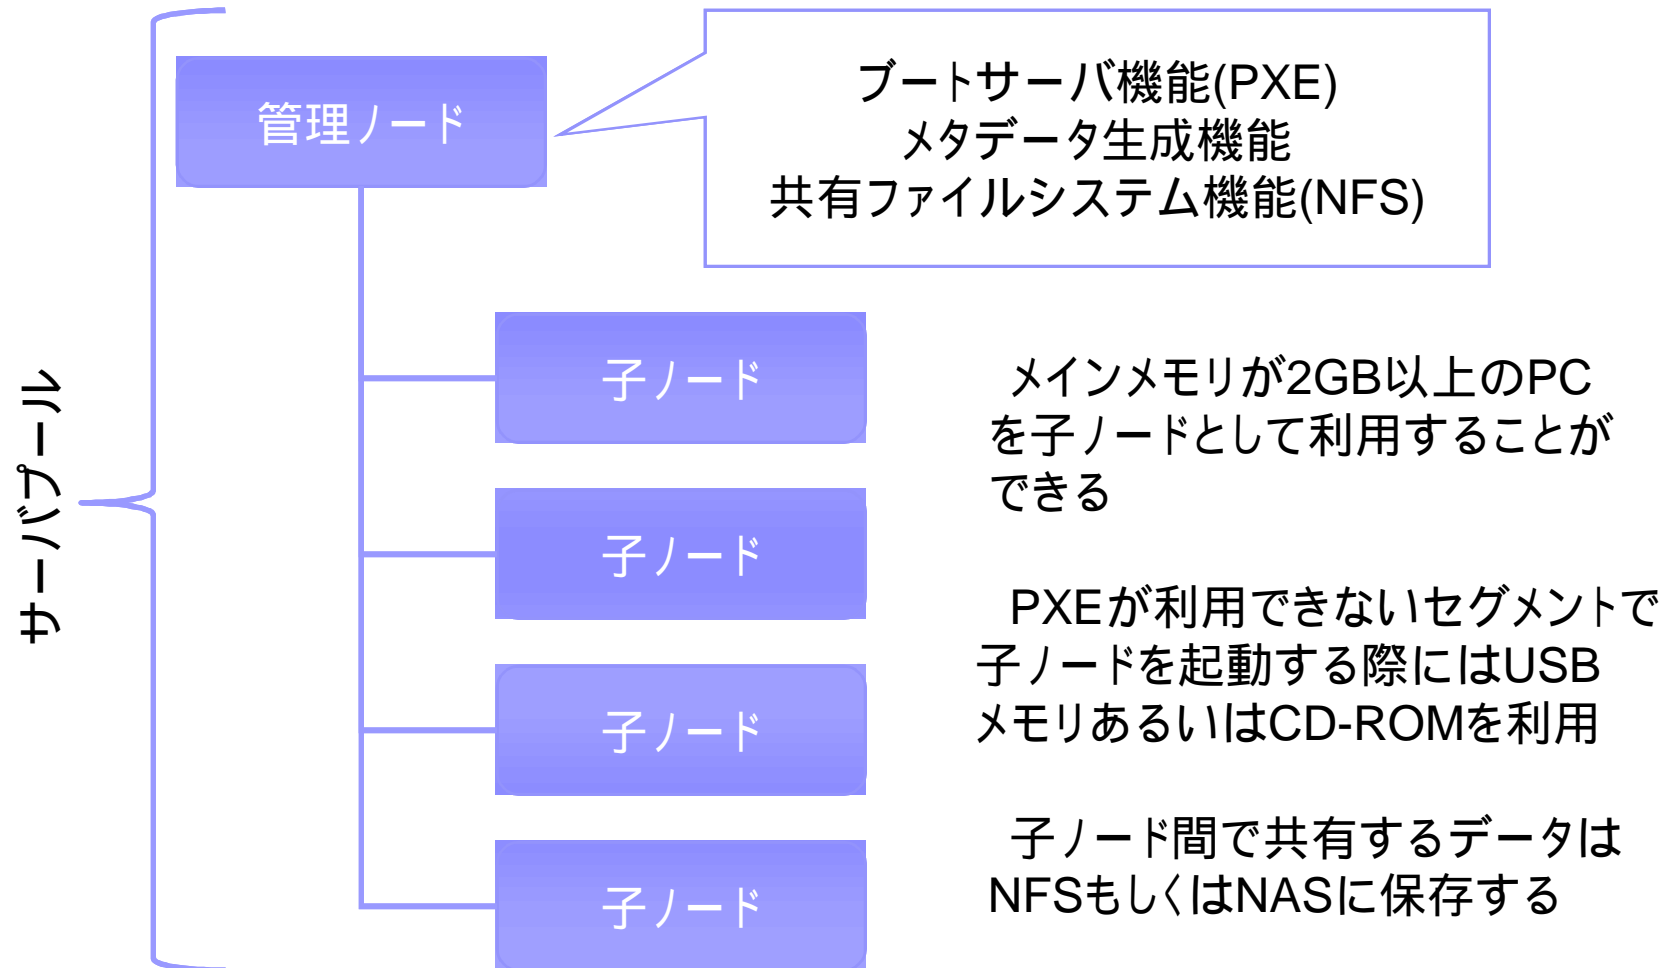 サーバプール
管理ノード
ブートサーバ機能(PXE)
メタデータ生成機能
共有ファイルシステム機能(NFS)
子ノード
メインメモリが2GB以上のPC
を子ノードとして利用することが
できる
子ノード
PXEが利用できないセグメントで
子ノードを起動する際にはUSB
メモリあるいはCD-ROMを利用
子ノード
子ノード間で共有するデータは
NFSもしくはNASに保存する
子ノード